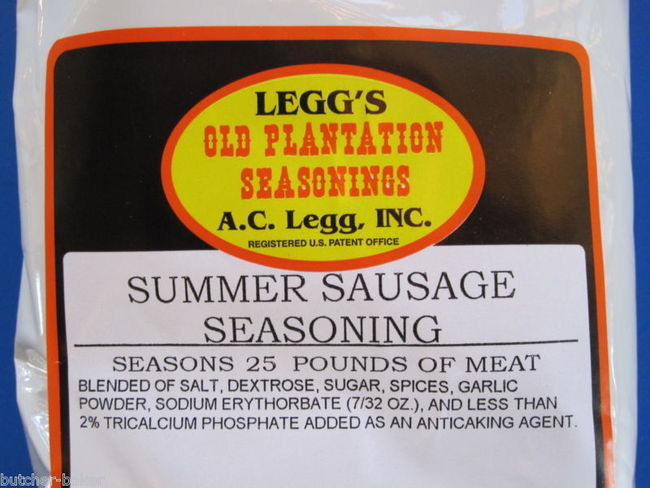 LEGG'S
OLD PLANTATION
SEASONINGS
A.C. Legg, INC.
REGISTERED U.S. PATENT OFFICE
SUMMER SAUSAGE
SEASONING
SEASONS 25 POUNDS OF MEAT
BLENDED OF SALT, DEXTROSE, SUGAR, SPICES, GARLIC
POWDER, SODIUM ERYTHORBATE (7/32 OZ.), AND LESS THAN
2% TRICALCIUM PHOSPHATE ADDED AS AN ANTICAKING AGENT.
butcher-baker